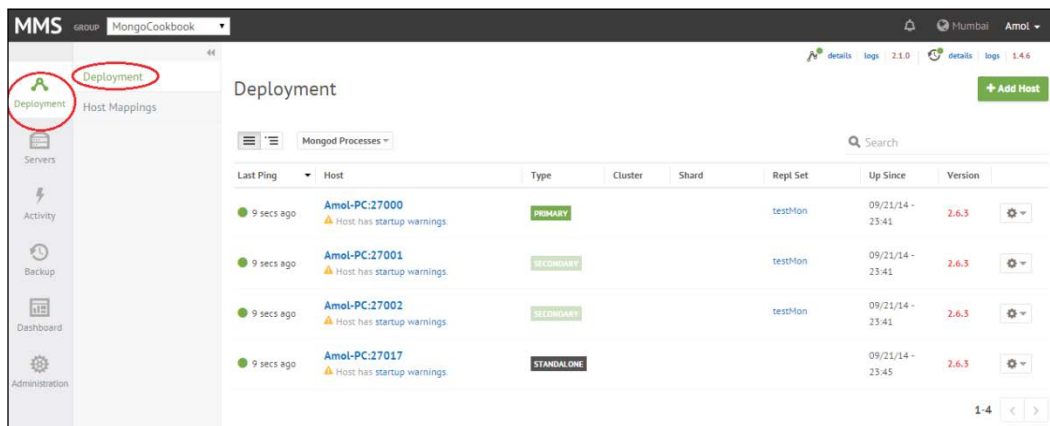 MMS GROUP MongoCookbook Mumbai Amol
details logs 2.1.0 details logs 1.4.6
Deployment
Servers
Activity
Backup
Dashboard
Administration
Deployment
Host Mappings
Deployment
+ Add Host
Mongod Processes
Search
Last Ping Host Type Cluster Shard Repl Set Up Since Version
9 secs ago Amol-PC:27000 PRIMARY testMon 09/21/14 - 2.6.3
Host has startup warnings. 23:41
9 secs ago Amol-PC:27001 SECONDARY testMon 09/21/14 - 2.6.3
Host has startup warnings. 23:41
9 secs ago Amol-PC:27002 SECONDARY testMon 09/21/14 - 2.6.3
Host has startup warnings. 23:41
9 secs ago Amol-PC:27017 STANDALONE 09/21/14 - 2.6.3
Host has startup warnings. 23:45
1-4